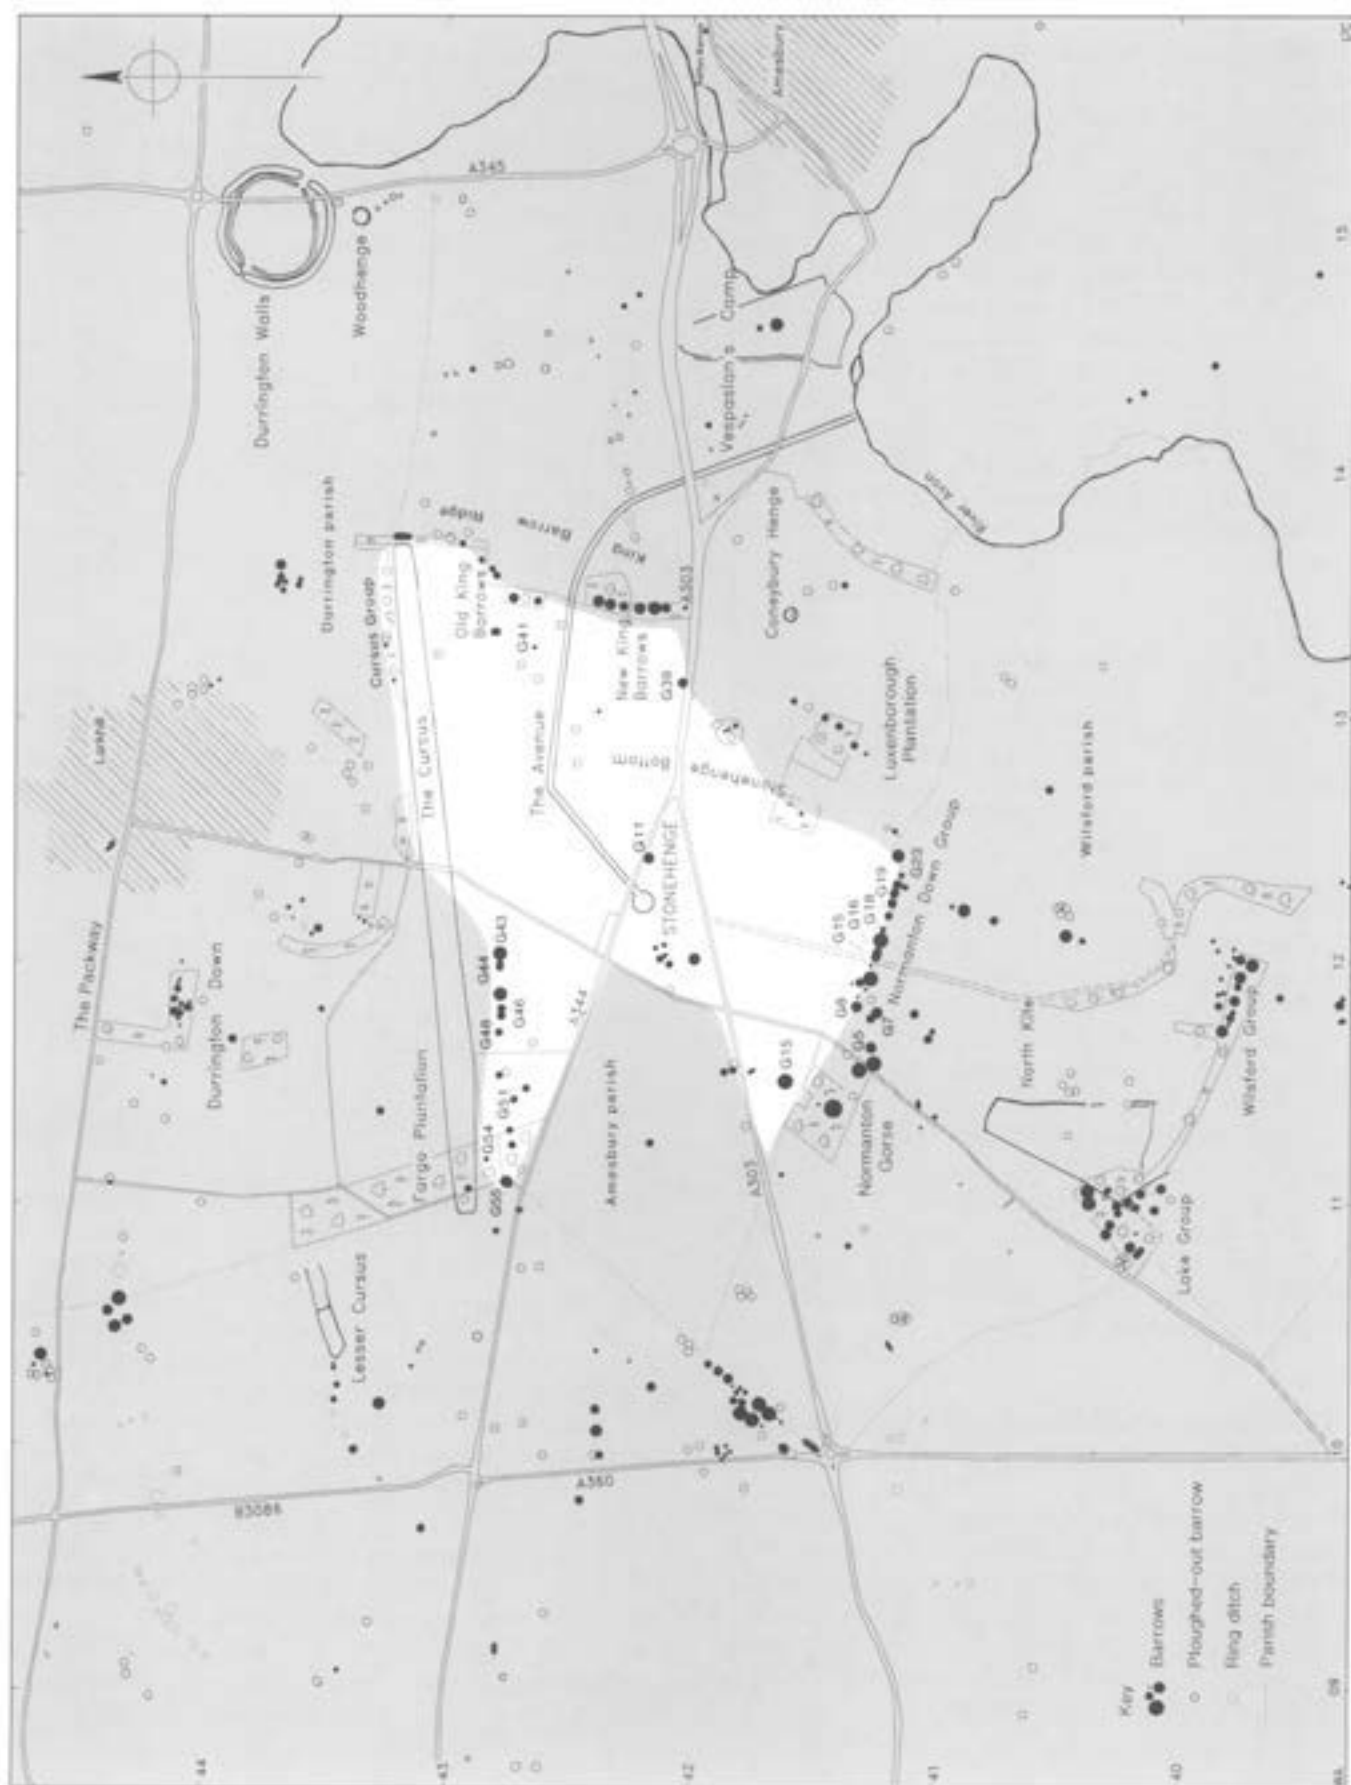 Larkhill
The Packway
Durrington Walls
Woodhenge
A345
Amesbury
Durrington parish
Durrington Down
Cursus Group
The Cursus
Old King
Barrows
King
Barrow
Ridge
G41
The Avenue
New King
Barrows
Vespasian's Camp
A303
G39
Coneybury Henge
River Avon
Stonehenge
Bottom
Luxenborough
Plantation
G11
STONEHENGE
Fargo Plantation
Lesser Cursus
G55
G54
G51
G48
G46
G44
G43
A344
Amesbury parish
A303
G15
G5
G7
G8
G15
G16
G18
G19
G23
Normanton Down Group
Normanton
Gorse
Wilsford parish
North Kite
Wilsford Group
Lake Group
B3086
A360
Key
Barrows
Ploughed-out barrow
Ring ditch
Parish boundary
44
43
42
41
40
09
10
11
12
13
14
15